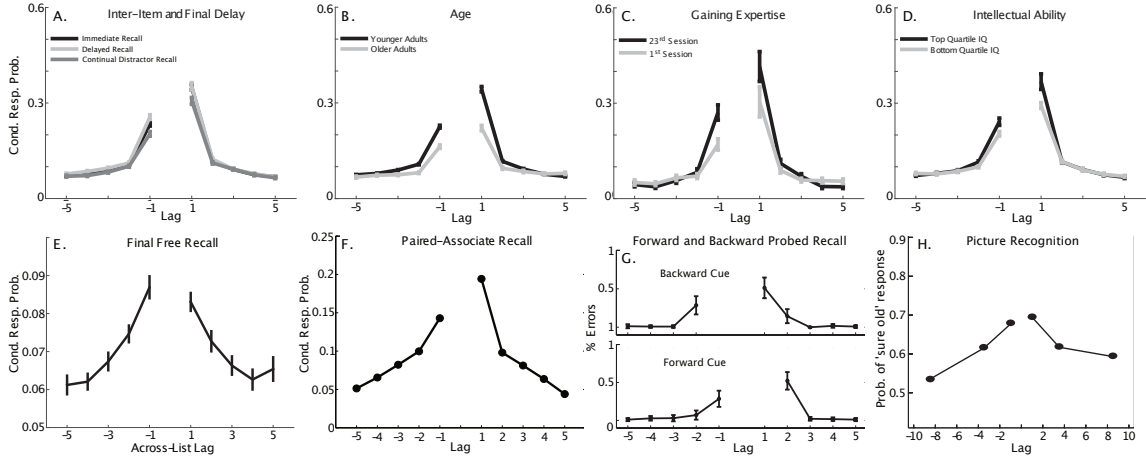 A. Inter-Item and Final Delay
Immediate Recall
Delayed Recall
Continual Distractor Recall
Cond. Resp. Prob.
0.6
0.3
0
-5 -1 1 5
Lag
B. Age
Younger Adults
Older Adults
0.6
0.3
0
-5 -1 1 5
Lag
C. Gaining Expertise
23rd Session
1st Session
0.6
0.3
0
-5 -1 1 5
Lag
D. Intellectual Ability
Top Quartile IQ
Bottom Quartile IQ
0.6
0.3
0
-5 -1 1 5
Lag
E. Final Free Recall
Cond. Resp. Prob.
0.1
0.09
0.08
0.07
0.06
0.05
-5 -3 -1 1 3 5
Across-List Lag
F. Paired-Associate Recall
Cond. Resp. Prob.
0.25
0.2
0.15
0.1
0.05
0
-5 -4 -3 -2 -1 1 2 3 4 5
Lag
Forward and Backward Probed Recall
G.
Backward Cue
% Errors
1
0.5
1
Forward Cue
1
0.5
0
-5 -4 -3 -2 -1 1 2 3 4 5
Lag
H. Picture Recognition
Prob. of 'sure old' response
0.9
0.8
0.7
0.6
0.5
-10 -8 -6 -4 -2 2 4 6 8 10
Lag